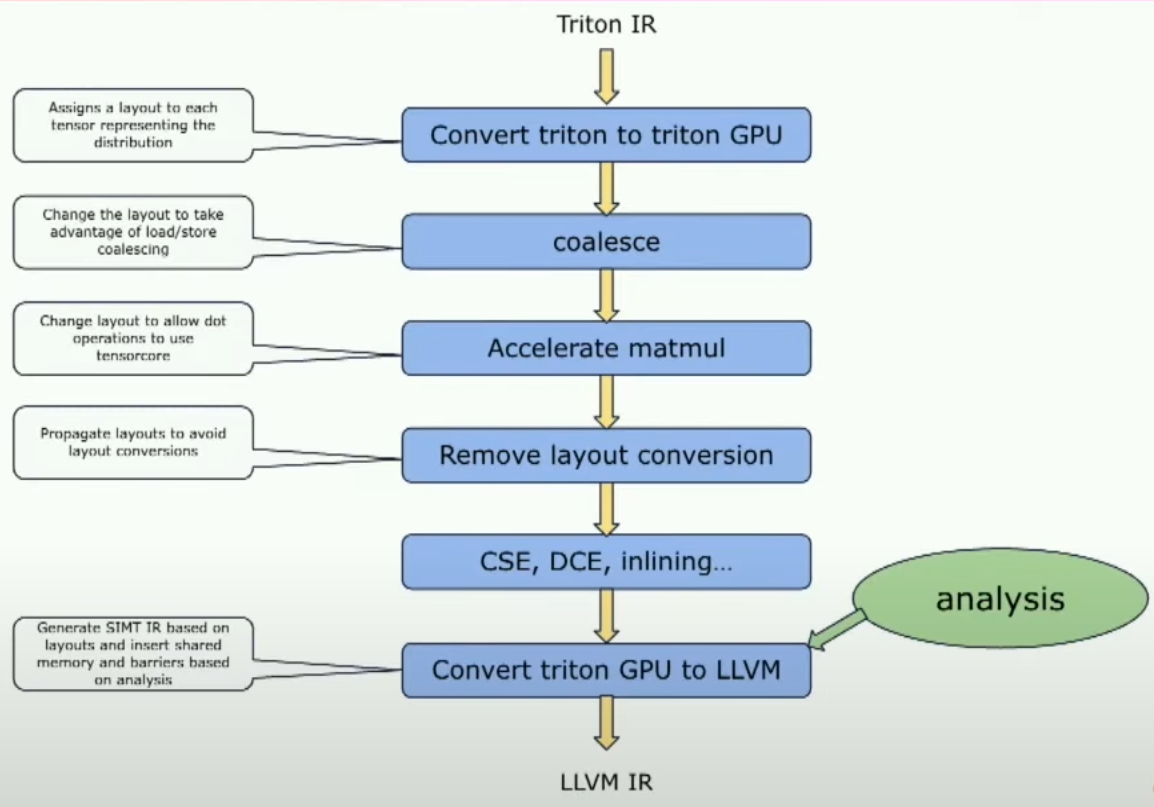 Triton IR
Assigns a layout to each
tensor representing the
distribution
Convert triton to triton GPU
Change the layout to take
advantage of load/store
coalescing
coalesce
Change layout to allow dot
operations to use
tensorcore
Accelerate matmul
Propagate layouts to avoid
layout conversions
Remove layout conversion
CSE, DCE, inlining...
analysis
Generate SIMT IR based on
layouts and insert shared
memory and barriers based
on analysis
Convert triton GPU to LLVM
LLVM IR